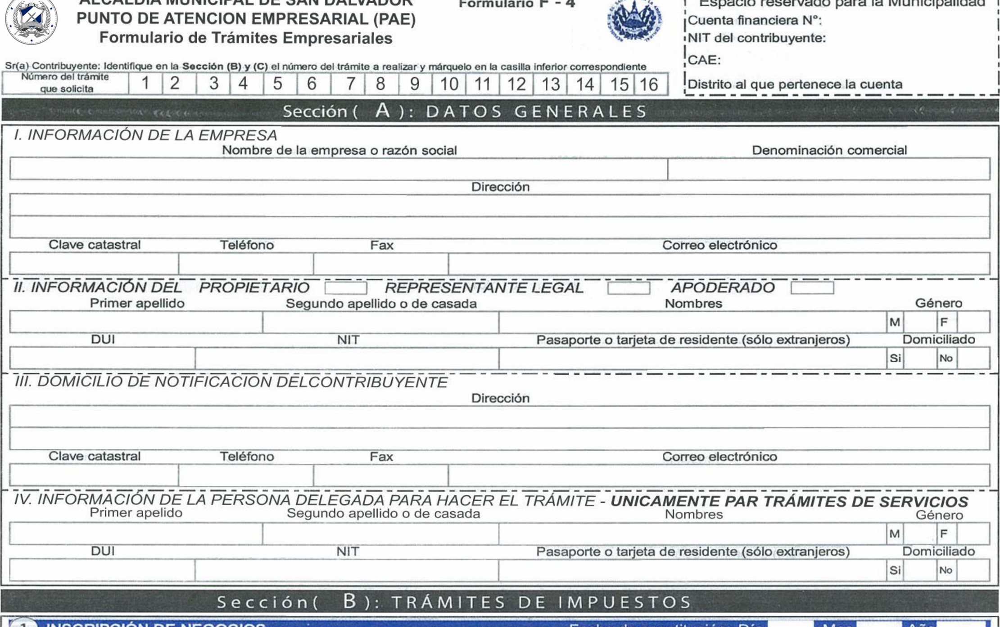 ALCALDIA MUNICIPAL DE SAN DALVADOR
PUNTO DE ATENCION EMPRESARIAL (PAE)
Formulario de Trámites Empresariales
Formulario F - 4
Espacio reservado para la Municipalidad
Cuenta financiera N°:
NIT del contribuyente:
CAE:
Distrito al que pertenece la cuenta
Sr(a) Contribuyente: Identifique en la Sección (B) y (C) el número del trámite a realizar y márquelo en la casilla inferior correspondiente
Número del trámite
que solicita
1 2 3 4 5 6 7 8 9 10 11 12 13 14 15 16
Sección ( A ): DATOS GENERALES
I. INFORMACIÓN DE LA EMPRESA
Nombre de la empresa o razón social Denominación comercial
Dirección
Clave catastral Teléfono Fax Correo electrónico
II. INFORMACIÓN DEL PROPIETARIO REPRESENTANTE LEGAL APODERADO
Primer apellido Segundo apellido o de casada Nombres Género
M F
DUI NIT Pasaporte o tarjeta de residente (sólo extranjeros) Domiciliado
Si No
III. DOMICILIO DE NOTIFICACION DELCONTRIBUYENTE
Dirección
Clave catastral Teléfono Fax Correo electrónico
IV. INFORMACIÓN DE LA PERSONA DELEGADA PARA HACER EL TRÁMITE - UNICAMENTE PAR TRÁMITES DE SERVICIOS
Primer apelido Segundo apellido o de casada Nombres Género
M F
DUI NIT Pasaporte o tarjeta de residente (sólo extranjeros) Domiciliado
Si No
Sección ( B ): TRÁMITES DE IMPUESTOS
1 INSCRIPCIÓN DE NEGOCIOS Fecha de constitución: Día Mes Año